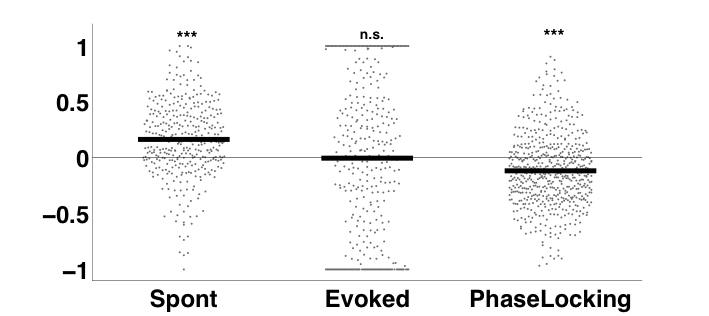 *** n.s. ***
1
0.5
0
−0.5
−1
Spont Evoked PhaseLocking